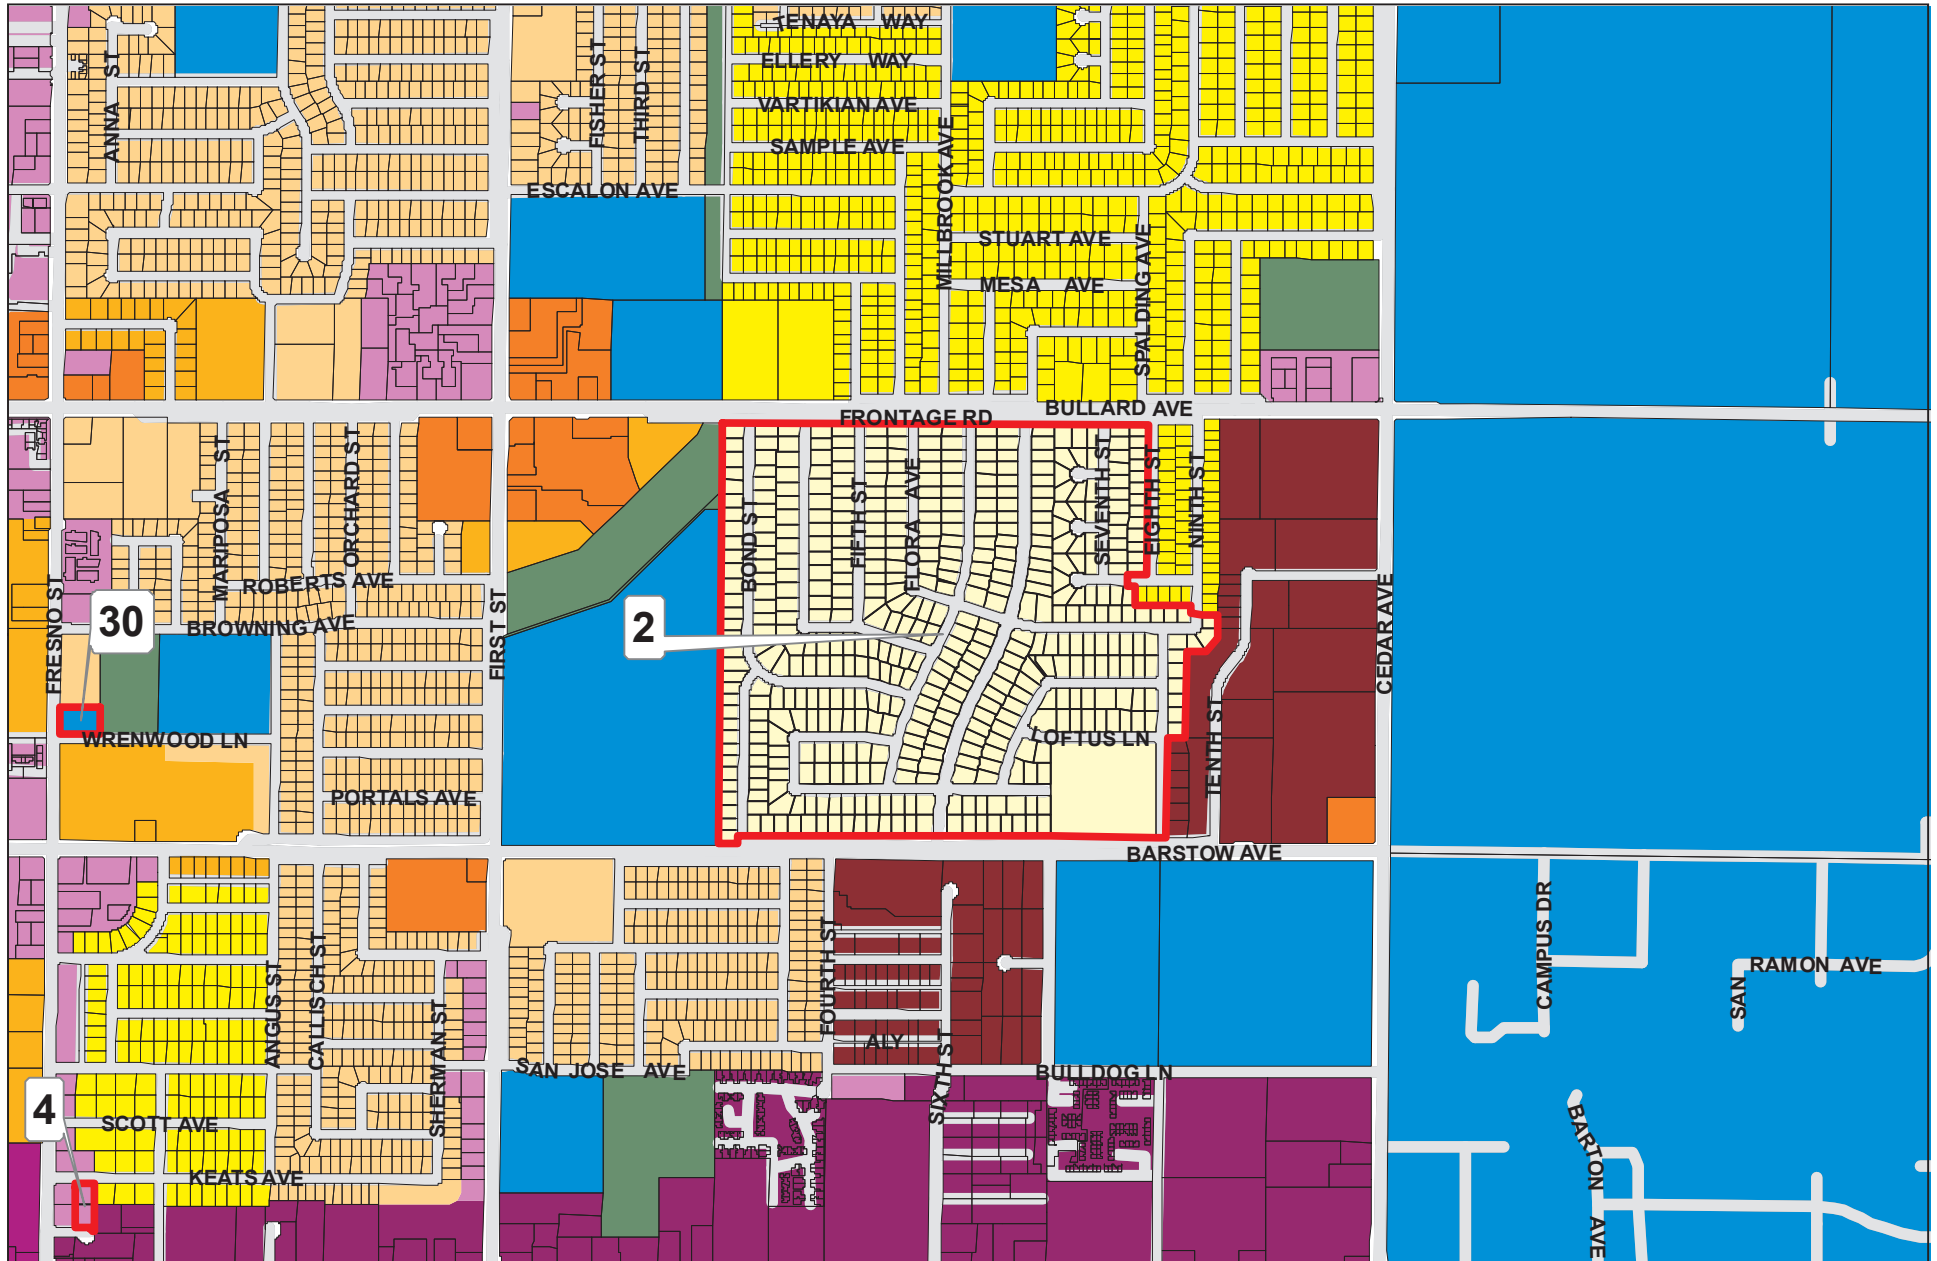 TENAYA WAY
ELLERY WAY
VARTIKIAN AVE
SAMPLE AVE
ANNA ST
FISHER ST
THIRD ST
ESCALON AVE
MILLBROOK AVE
STUART AVE
MESA AVE
SPALDING AVE
FRONTAGE RD
BULLARD AVE
MARIPOSA ST
ORCHARD ST
BOND ST
FIFTH ST
FLORA AVE
SEVENTH ST
EIGHTH ST
NINTH ST
ROBERTS AVE
BROWNING AVE
FRESNO ST
30
FIRST ST
2
CEDAR AVE
WRENWOOD LN
LOFTUS LN
TENTH ST
PORTALS AVE
BARSTOW AVE
ANGUS ST
CALLISCH ST
SHERMAN ST
FOURTH ST
ALY
SIXTH ST
CAMPUS DR
SAN
RAMON AVE
SAN JOSE AVE
BULLDOG LN
4
SCOTT AVE
KEATS AVE
BARTON AVE